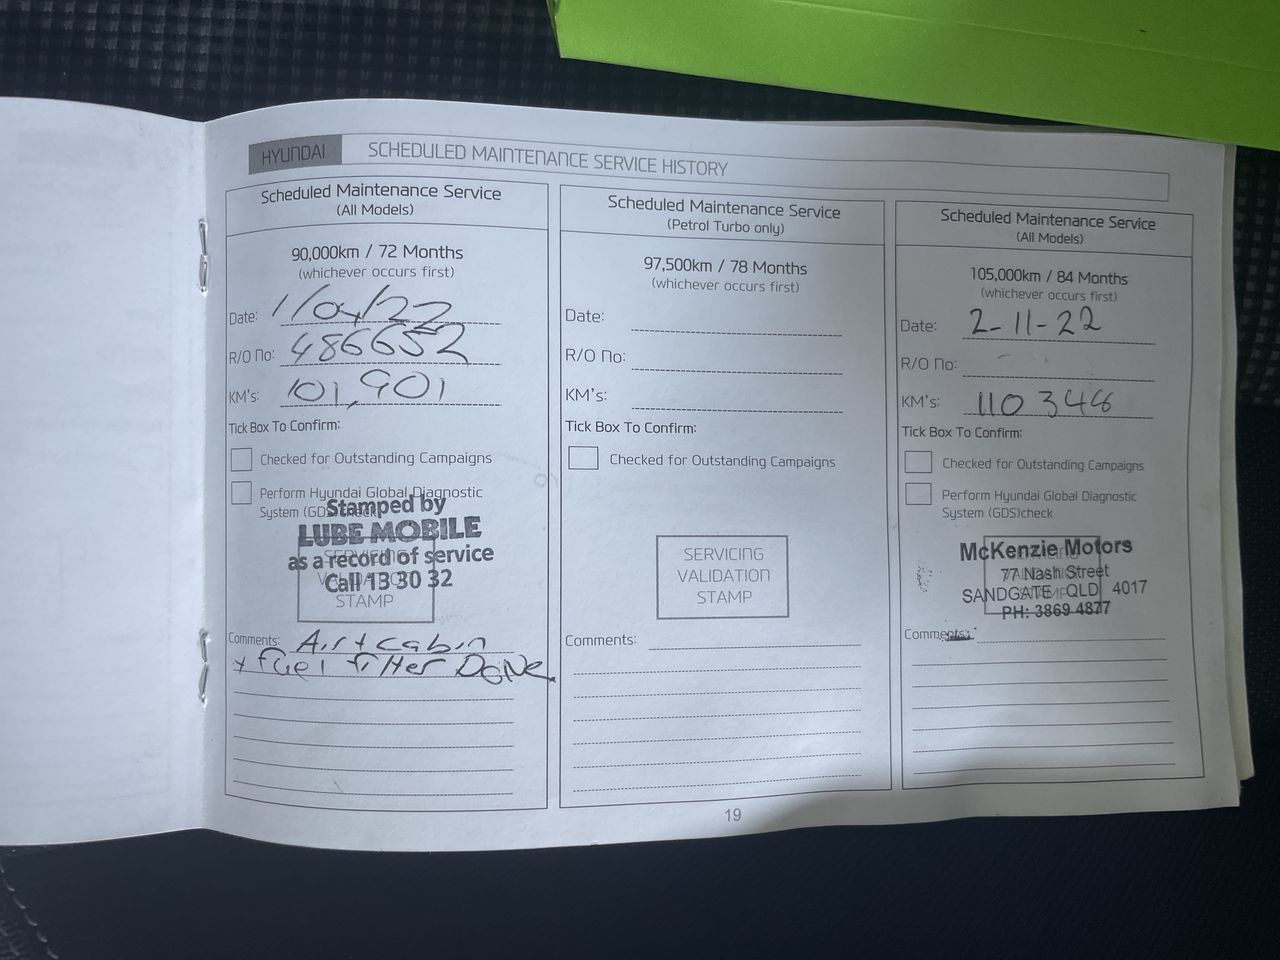 HYUNDAI SCHEDULED MAINTENANCE SERVICE HISTORY
Scheduled Maintenance Service
(All Models)
90,000km / 72 Months
(whichever occurs first)
Date: 1/04/22
R/O No: 486652
KM's: 101,901
Tick Box To Confirm:
Checked for Outstanding Campaigns
Perform Hyundai Global Diagnostic
System (GDS)check
Stamped by
LUBE MOBILE
as a record of service
Call 13 30 32
SERVICING
VALIDATION
STAMP
Comments: Air + cabin
+ fuel filter DONE
Scheduled Maintenance Service
(Petrol Turbo only)
97,500km / 78 Months
(whichever occurs first)
Date:
R/O No:
KM's:
Tick Box To Confirm:
Checked for Outstanding Campaigns
SERVICING
VALIDATION
STAMP
Comments:
Scheduled Maintenance Service
(All Models)
105,000km / 84 Months
(whichever occurs first)
Date: 2-11-22
R/O No:
KM's: 110 348
Tick Box To Confirm:
Checked for Outstanding Campaigns
Perform Hyundai Global Diagnostic
System (GDS)check
McKenzie Motors
77 Nash Street
SANDGATE QLD 4017
PH: 3869 4877
Comments:
19